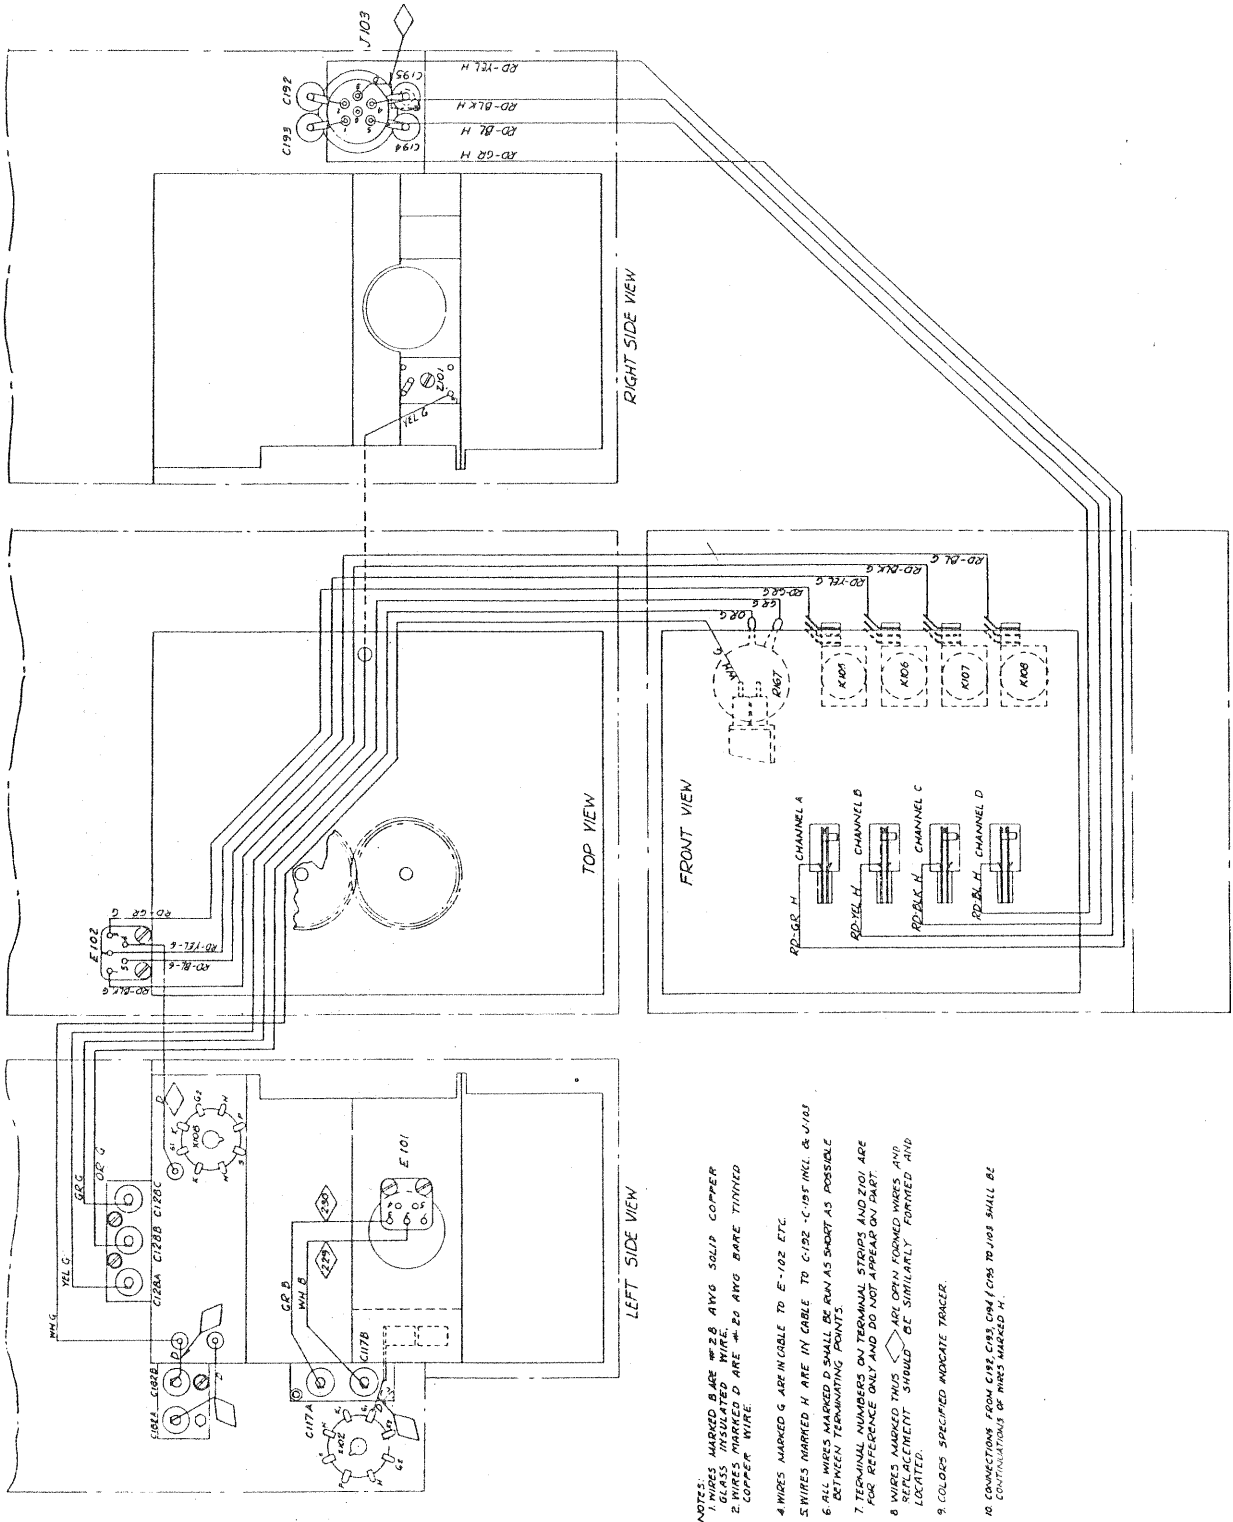 J103
C192
C193
C195
C194
RD-YEL H
RD-BLK H
RD-BL H
RD-GR H
Z101
YEL G
RIGHT SIDE VIEW
E102
RD-GR G
RD-YEL-G
RD-BL-G
RD-BLK G
TOP VIEW
RD-BL G
RD-BLK G
RD-YEL G
RD-GR G
GR G
OR G
WH G
R167
K105
K106
K107
K108
FRONT VIEW
CHANNEL A
CHANNEL B
CHANNEL C
CHANNEL D
RD-GR H
RD-YEL H
RD-BLK H
RD-BL H
WH G
YEL G
GR G
OR G
C128A C128B C128C
X108
G1 K G2 H P S
C102A C102B
D
E101
230
229
GR B
WH B
C117A
C117B
X102
LEFT SIDE VIEW
NOTES:
1. WIRES MARKED B ARE #28 AWG SOLID COPPER
GLASS INSULATED WIRE.
2. WIRES MARKED D ARE #20 AWG BARE TINNED
COPPER WIRE.
4. WIRES MARKED G ARE IN CABLE TO E-102 ETC.
5. WIRES MARKED H ARE IN CABLE TO C-192 -C-195 INCL. & J-103
6. ALL WIRES MARKED D SHALL BE RUN AS SHORT AS POSSIBLE
BETWEEN TERMINATING POINTS.
7. TERMINAL NUMBERS ON TERMINAL STRIPS AND Z101 ARE
FOR REFERENCE ONLY AND DO NOT APPEAR ON PART.
8 WIRES MARKED THUS ARE OPEN FORMED WIRES AND
REPLACEMENT SHOULD BE SIMILARLY FORMED AND
LOCATED.
9. COLORS SPECIFIED INDICATE TRACER.
10. CONNECTIONS FROM C192, C193, C194 & C195 TO J103 SHALL BE
CONTINUATIONS OF WIRES MARKED H.